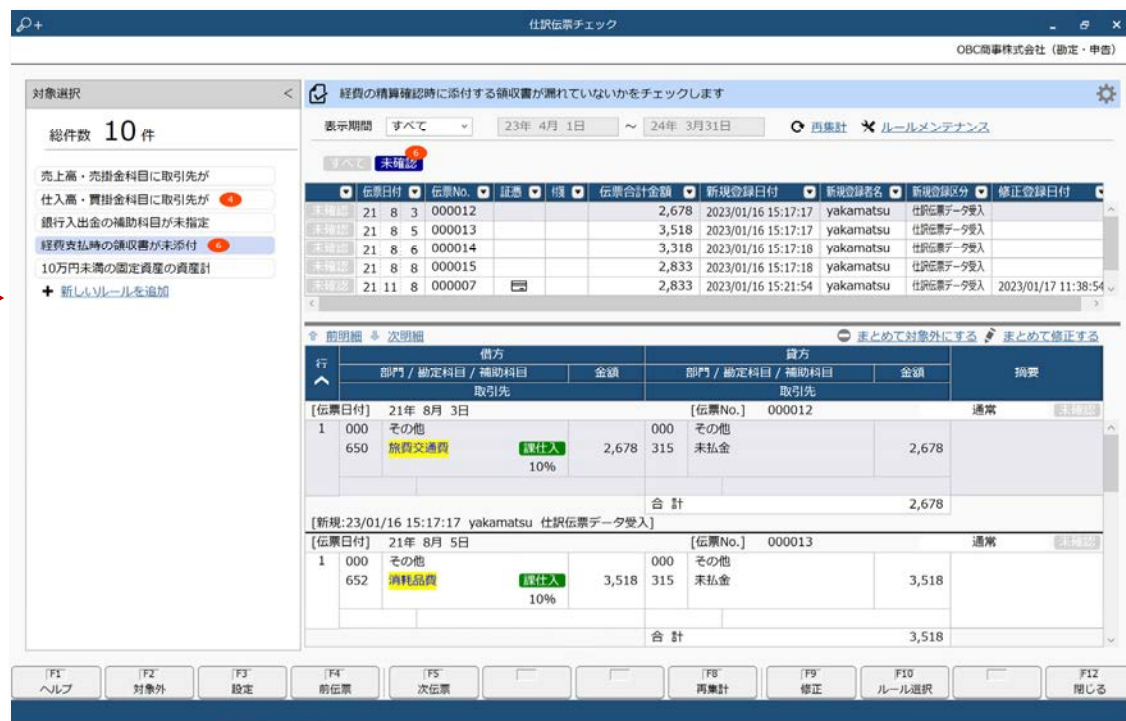 仕訳伝票チェック
OBC商事株式会社（勘定・申告）
対象選択 <
総件数 10 件
売上高・売掛金科目に取引先が
仕入高・買掛金科目に取引先が 4
銀行入出金の補助科目が未指定
経費支払時の領収書が未添付 6
10万円未満の固定資産の資産計
新しいルールを追加
経費の精算確認時に添付する領収書が漏れていないかをチェックします
表示期間 すべて 23年 4月 1日 ～ 24年 3月31日 再集計 ルールメンテナンス
すべて 未確認 6
伝票日付 伝票No. 証憑 付箋 伝票合計金額 新規登録日付 新規登録者名 新規登録区分 修正登録日付
未確認 21 8 3 000012 2,678 2023/01/16 15:17:17 yakamatsu 仕訳伝票データ受入
未確認 21 8 5 000013 3,518 2023/01/16 15:17:17 yakamatsu 仕訳伝票データ受入
未確認 21 8 6 000014 3,318 2023/01/16 15:17:18 yakamatsu 仕訳伝票データ受入
未確認 21 8 8 000015 2,833 2023/01/16 15:17:18 yakamatsu 仕訳伝票データ受入
未確認 21 11 8 000007 2,833 2023/01/16 15:21:54 yakamatsu 仕訳伝票データ受入 2023/01/17 11:38:54
前明細 次明細 まとめて対象外にする まとめて修正する
行 借方 貸方 摘要
部門 / 勘定科目 / 補助科目 金額 部門 / 勘定科目 / 補助科目 金額
取引先 取引先
[伝票日付] 21年 8月 3日 [伝票No.] 000012 通常 未確認
1 000 その他 000 その他
650 旅費交通費 課仕入 2,678 315 未払金 2,678
10%
合 計 2,678
[新規:23/01/16 15:17:17 yakamatsu 仕訳伝票データ受入]
[伝票日付] 21年 8月 5日 [伝票No.] 000013 通常 未確認
1 000 その他 000 その他
652 消耗品費 課仕入 3,518 315 未払金 3,518
10%
合 計 3,518
F1 F2 F3 F4 F5 F8 F9 F10 F12
ヘルプ 対象外 設定 前伝票 次伝票 再集計 修正 ルール選択 閉じる